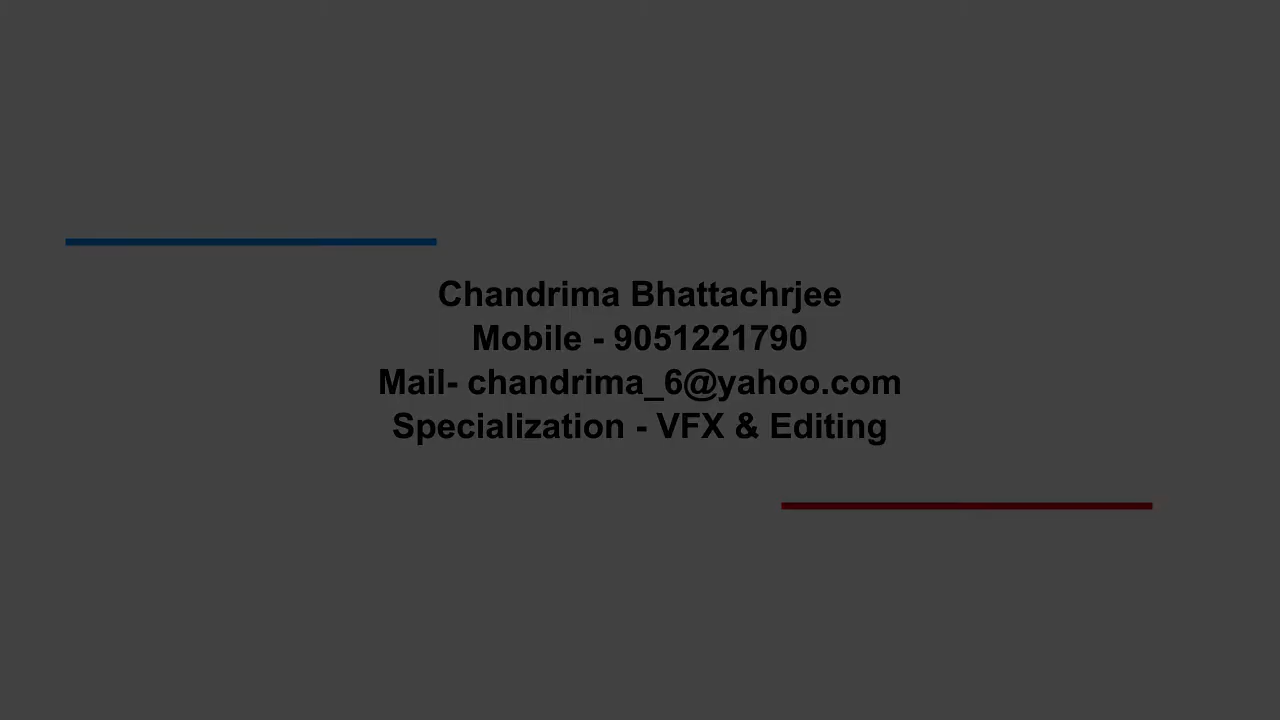 Chandrima Bhattachrjee
Mobile - 9051221790
Mail- chandrima_6@yahoo.com
Specialization - VFX & Editing